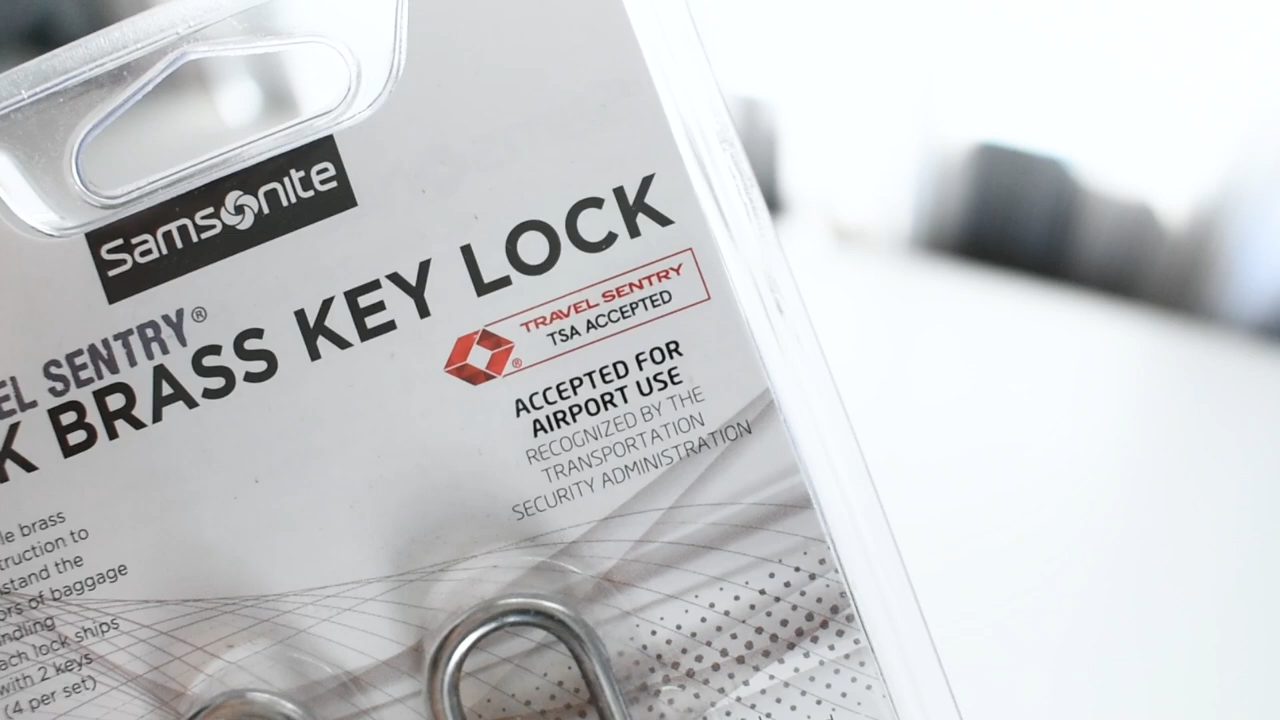 Samsonite
EL SENTRY®
K BRASS KEY LOCK
TRAVEL SENTRY
TSA ACCEPTED
®
ACCEPTED FOR
AIRPORT USE
RECOGNIZED BY THE
TRANSPORTATION
SECURITY ADMINISTRATION
le brass
truction to
stand the
ors of baggage
ndling
ach lock ships
with 2 keys
(4 per set)